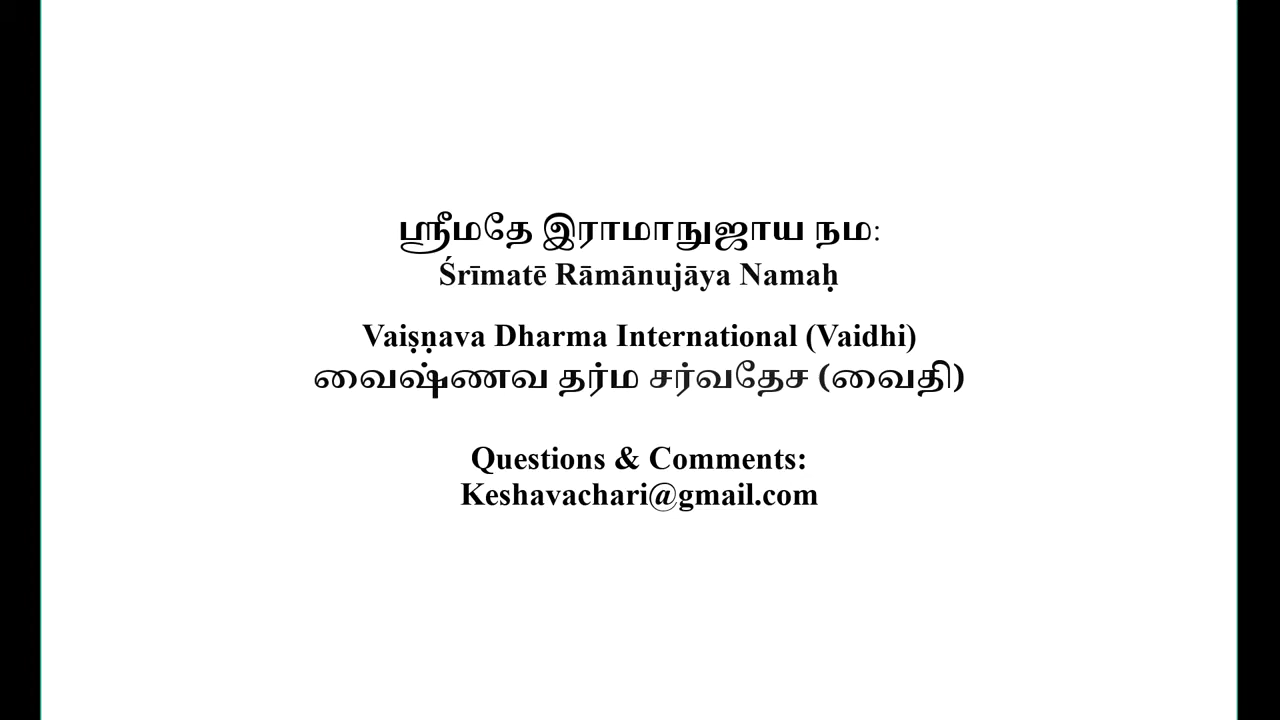 ஸ்ரீமதே இராமாநுஜாய நம:
Śrīmatē Rāmānujāya Namaḥ
Vaiṣṇava Dharma International (Vaidhi)
வைஷ்ணவ தர்ம சர்வதேச (வைதி)
Questions & Comments:
Keshavachari@gmail.com